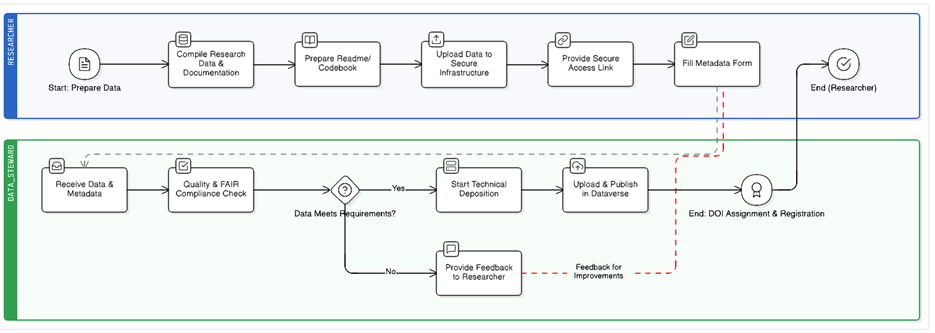 RESEARCHER
Compile Research
Data &
Documentation
Prepare Readme/
Codebook
Upload Data to
Secure
Infrastructure
Provide Secure
Access Link
Fill Metadata Form
Start: Prepare Data
End (Researcher)
DATA_STEWARD
Receive Data &
Metadata
Quality & FAIR
Compliance Check
Yes
Start Technical
Deposition
Upload & Publish
in Dataverse
Data Meets Requirements?
End: DOI Assignment & Registration
No
Provide Feedback
to Researcher
Feedback for
Improvements